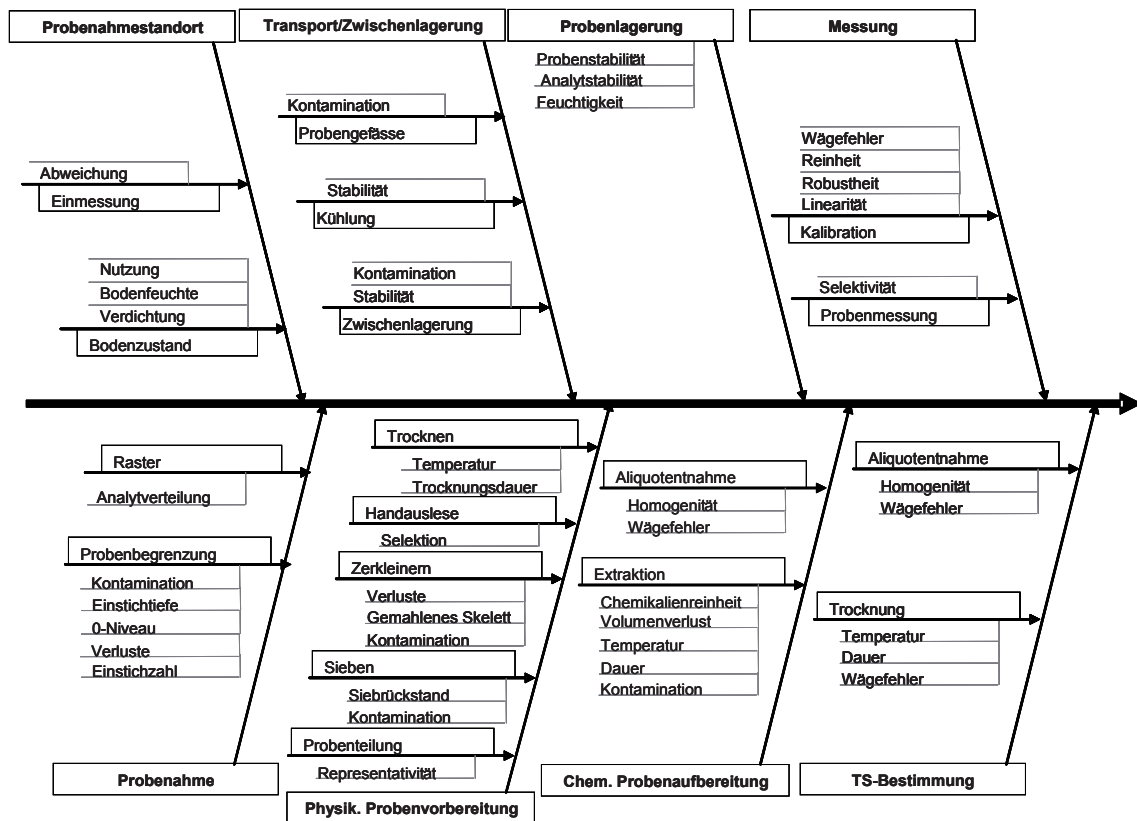 Probenahmestandort
Abweichung
Einmessung
Nutzung
Bodenfeuchte
Verdichtung
Bodenzustand
Transport/Zwischenlagerung
Kontamination
Probengefässe
Stabilität
Kühlung
Kontamination
Stabilität
Zwischenlagerung
Probenlagerung
Probenstabilität
Analytstabilität
Feuchtigkeit
Messung
Wägefehler
Reinheit
Robustheit
Linearität
Kalibration
Selektivität
Probenmessung
Raster
Analytverteilung
Probenbegrenzung
Kontamination
Einstichtiefe
0-Niveau
Verluste
Einstichzahl
Probenahme
Trocknen
Temperatur
Trocknungsdauer
Handauslese
Selektion
Zerkleinern
Verluste
Gemahlenes Skelett
Kontamination
Sieben
Siebrückstand
Kontamination
Probenteilung
Representativität
Physik. Probenvorbereitung
Aliquotentnahme
Homogenität
Wägefehler
Extraktion
Chemikalienreinheit
Volumenverlust
Temperatur
Dauer
Kontamination
Chem. Probenaufbereitung
Aliquotentnahme
Homogenität
Wägefehler
Trocknung
Temperatur
Dauer
Wägefehler
TS-Bestimmung